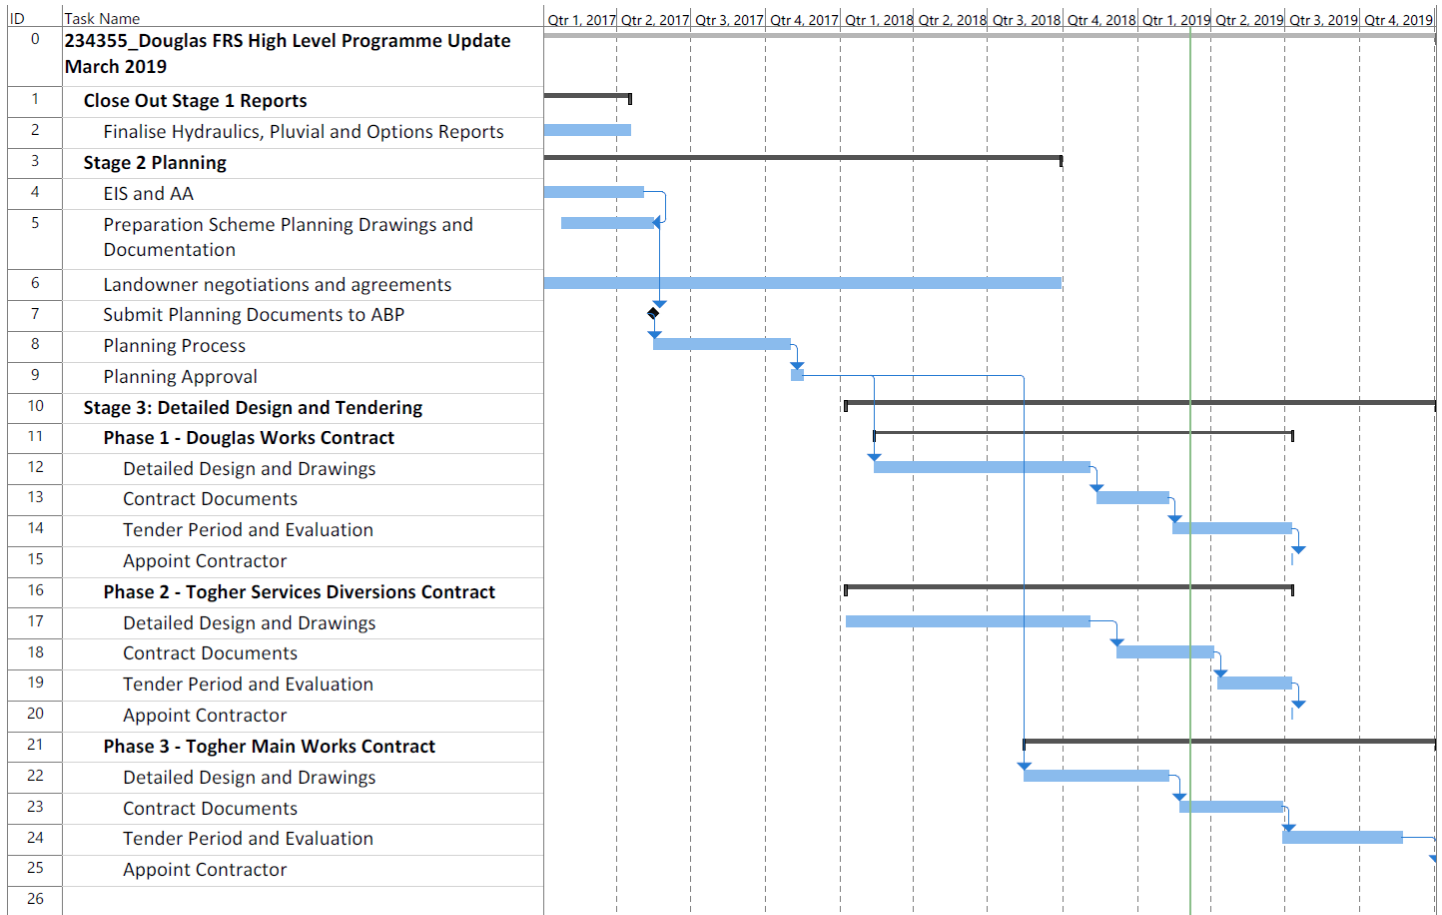 ID Task Name Qtr 1, 2017 Qtr 2, 2017 Qtr 3, 2017 Qtr 4, 2017 Qtr 1, 2018 Qtr 2, 2018 Qtr 3, 2018 Qtr 4, 2018 Qtr 1, 2019 Qtr 2, 2019 Qtr 3, 2019 Qtr 4, 2019
0 234355_Douglas FRS High Level Programme Update
March 2019
1 Close Out Stage 1 Reports
2 Finalise Hydraulics, Pluvial and Options Reports
3 Stage 2 Planning
4 EIS and AA
5 Preparation Scheme Planning Drawings and
Documentation
6 Landowner negotiations and agreements
7 Submit Planning Documents to ABP
8 Planning Process
9 Planning Approval
10 Stage 3: Detailed Design and Tendering
11 Phase 1 - Douglas Works Contract
12 Detailed Design and Drawings
13 Contract Documents
14 Tender Period and Evaluation
15 Appoint Contractor
16 Phase 2 - Togher Services Diversions Contract
17 Detailed Design and Drawings
18 Contract Documents
19 Tender Period and Evaluation
20 Appoint Contractor
21 Phase 3 - Togher Main Works Contract
22 Detailed Design and Drawings
23 Contract Documents
24 Tender Period and Evaluation
25 Appoint Contractor
26